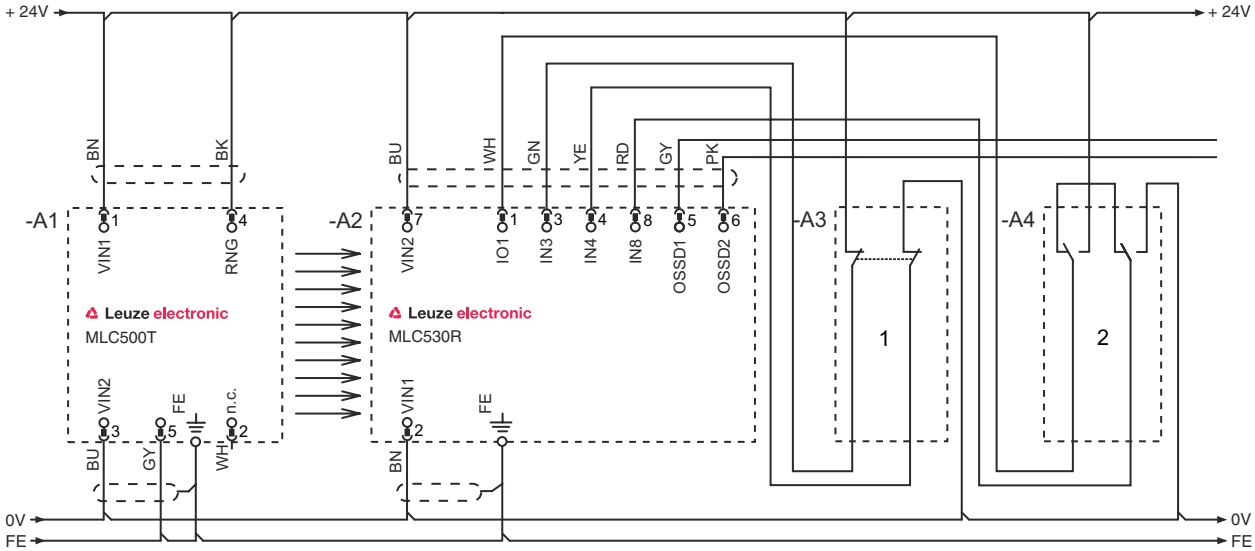 + 24V
+ 24V
BN
BK
BU
WH
GN
YE
RD
GY
PK
-A1
1
4
-A2
7
1
3
4
8
5
6
-A3
-A4
VIN1
RNG
VIN2
IO1
IN3
IN4
IN8
OSSD1
OSSD2
Leuze electronic
MLC500T
Leuze electronic
MLC530R
1
2
VIN2
FE
n.c.
VIN1
FE
3
5
2
2
BU
GY
WH
BN
0V
0V
FE
FE